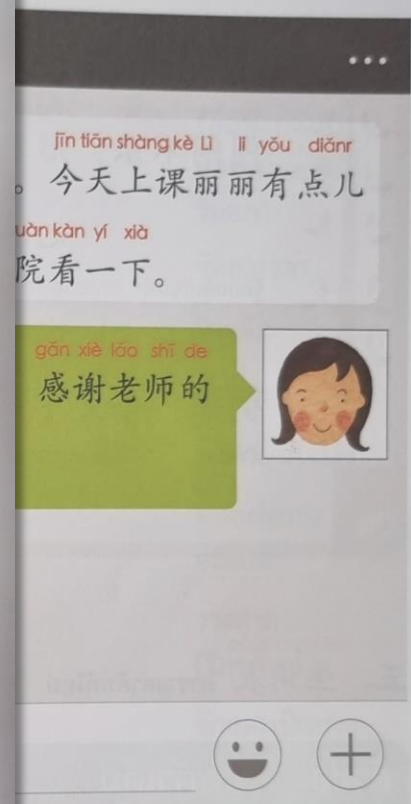 jīn tiān shàng kè Lì li yǒu diǎnr
。今天上课丽丽有点儿
uàn kàn yí xià
院看一下。
gǎn xiè lǎo shī de
感谢老师的